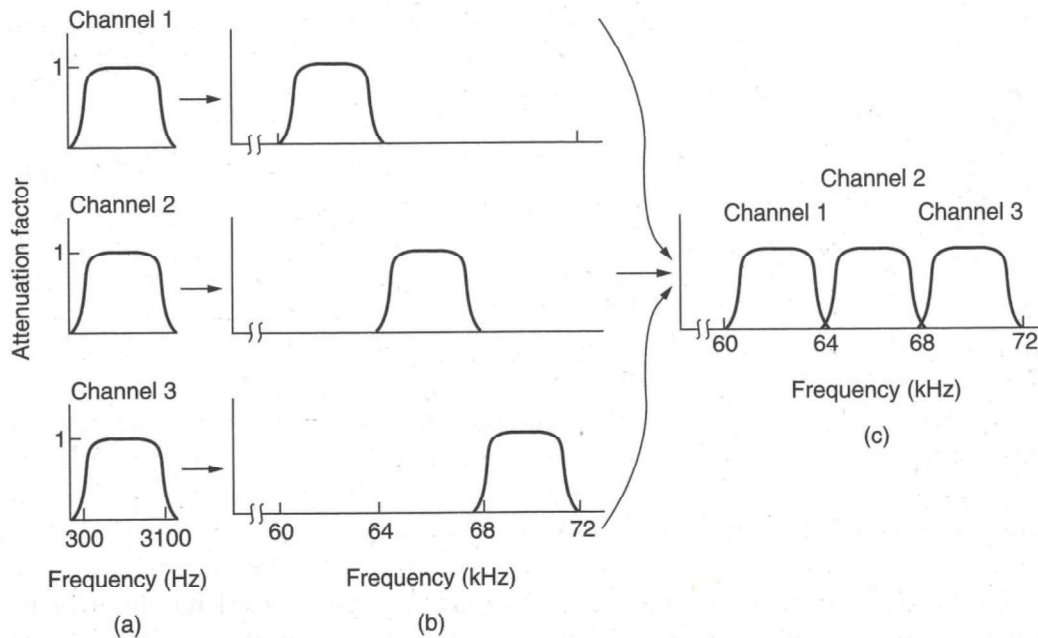 Channel 1
1
Attenuation factor
Channel 2
1
Channel 3
1
300 3100
Frequency (Hz)
(a)
60 64 68 72
Frequency (kHz)
(b)
Channel 2
Channel 1 Channel 3
60 64 68 72
Frequency (kHz)
(c)